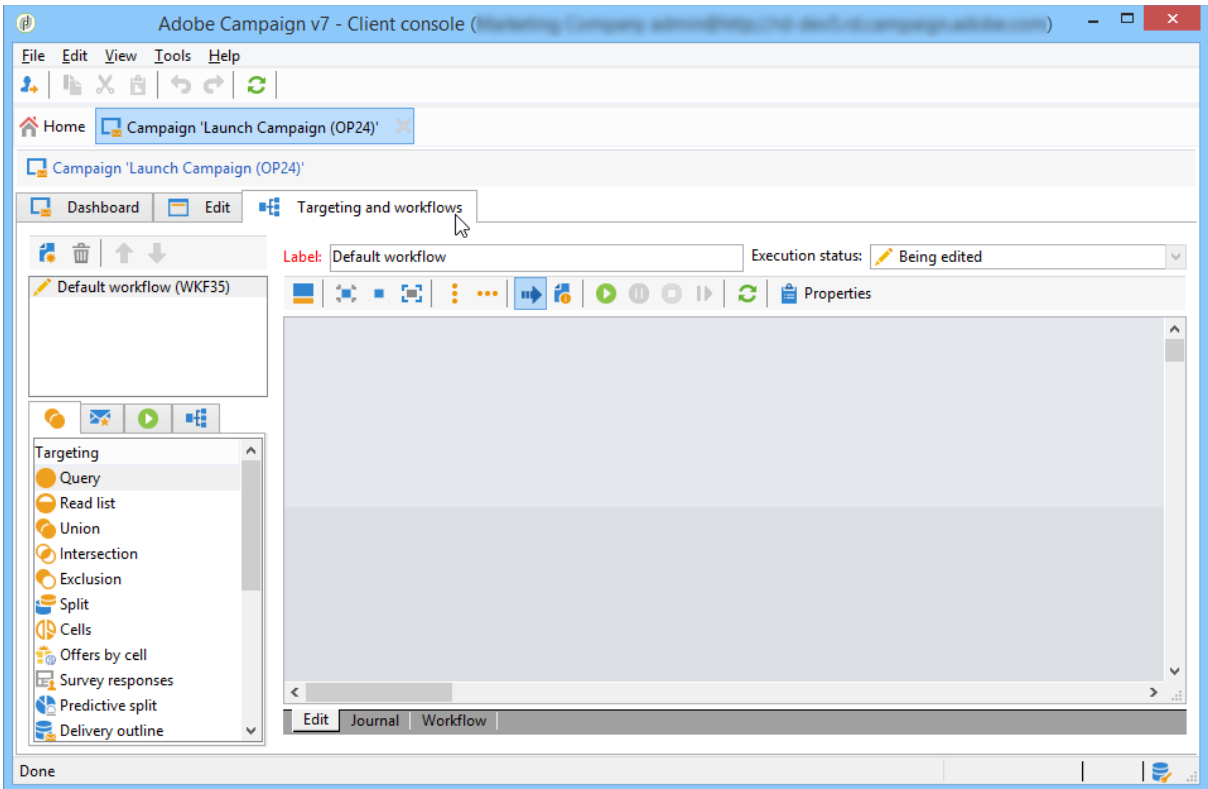 Adobe Campaign v7 - Client console ( )
File Edit View Tools Help
Home Campaign 'Launch Campaign (OP24)'
Campaign 'Launch Campaign (OP24)'
Dashboard Edit Targeting and workflows
Label: Default workflow Execution status: Being edited
Default workflow (WKF35)
Properties
Targeting
Query
Read list
Union
Intersection
Exclusion
Split
Cells
Offers by cell
Survey responses
Predictive split
Delivery outline
Edit Journal Workflow
Done